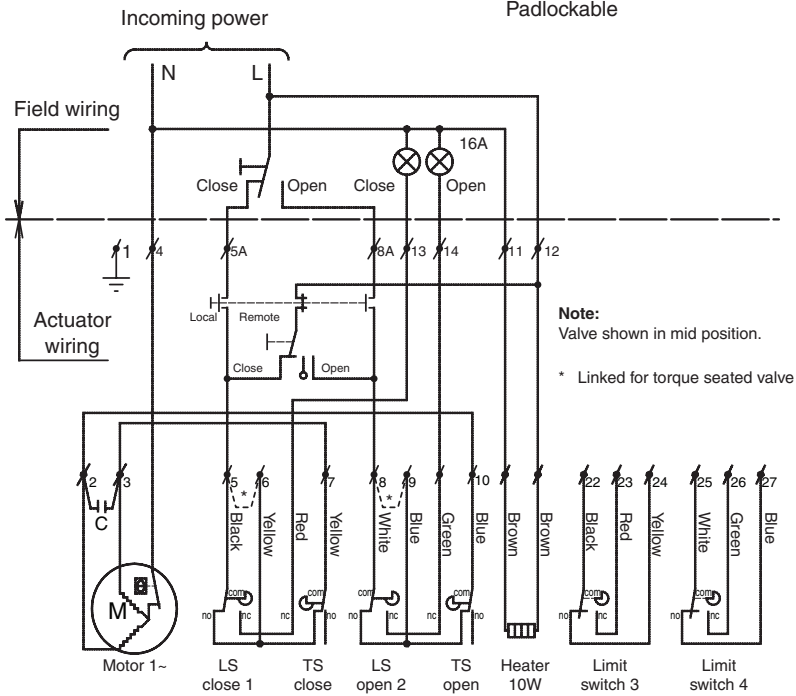 Incoming power
Padlockable
N L
Field wiring
16A
Close Open Close Open
1 4 5A 8A 13 14 11 12
Local Remote
Note:
Valve shown in mid position.
Actuator
wiring
Close Open
* Linked for torque seated valve
2 3 5 6 7 8 9 10 22 23 24 25 26 27
* *
C
Black Yellow Red Yellow White Blue Green Blue Brown Brown Black Red Yellow White Green Blue
M
com com com com com com
no nc nc no no nc nc no no nc no nc
Motor 1~ LS TS LS TS Heater Limit Limit
close 1 close open 2 open 10W switch 3 switch 4